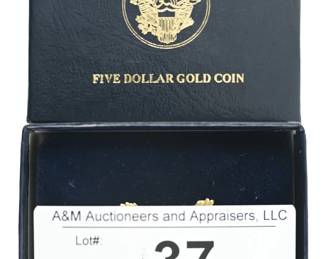 FIVE DOLLAR GOLD COIN
A&M Auctioneers and Appraisers, LLC
Lot#:
37